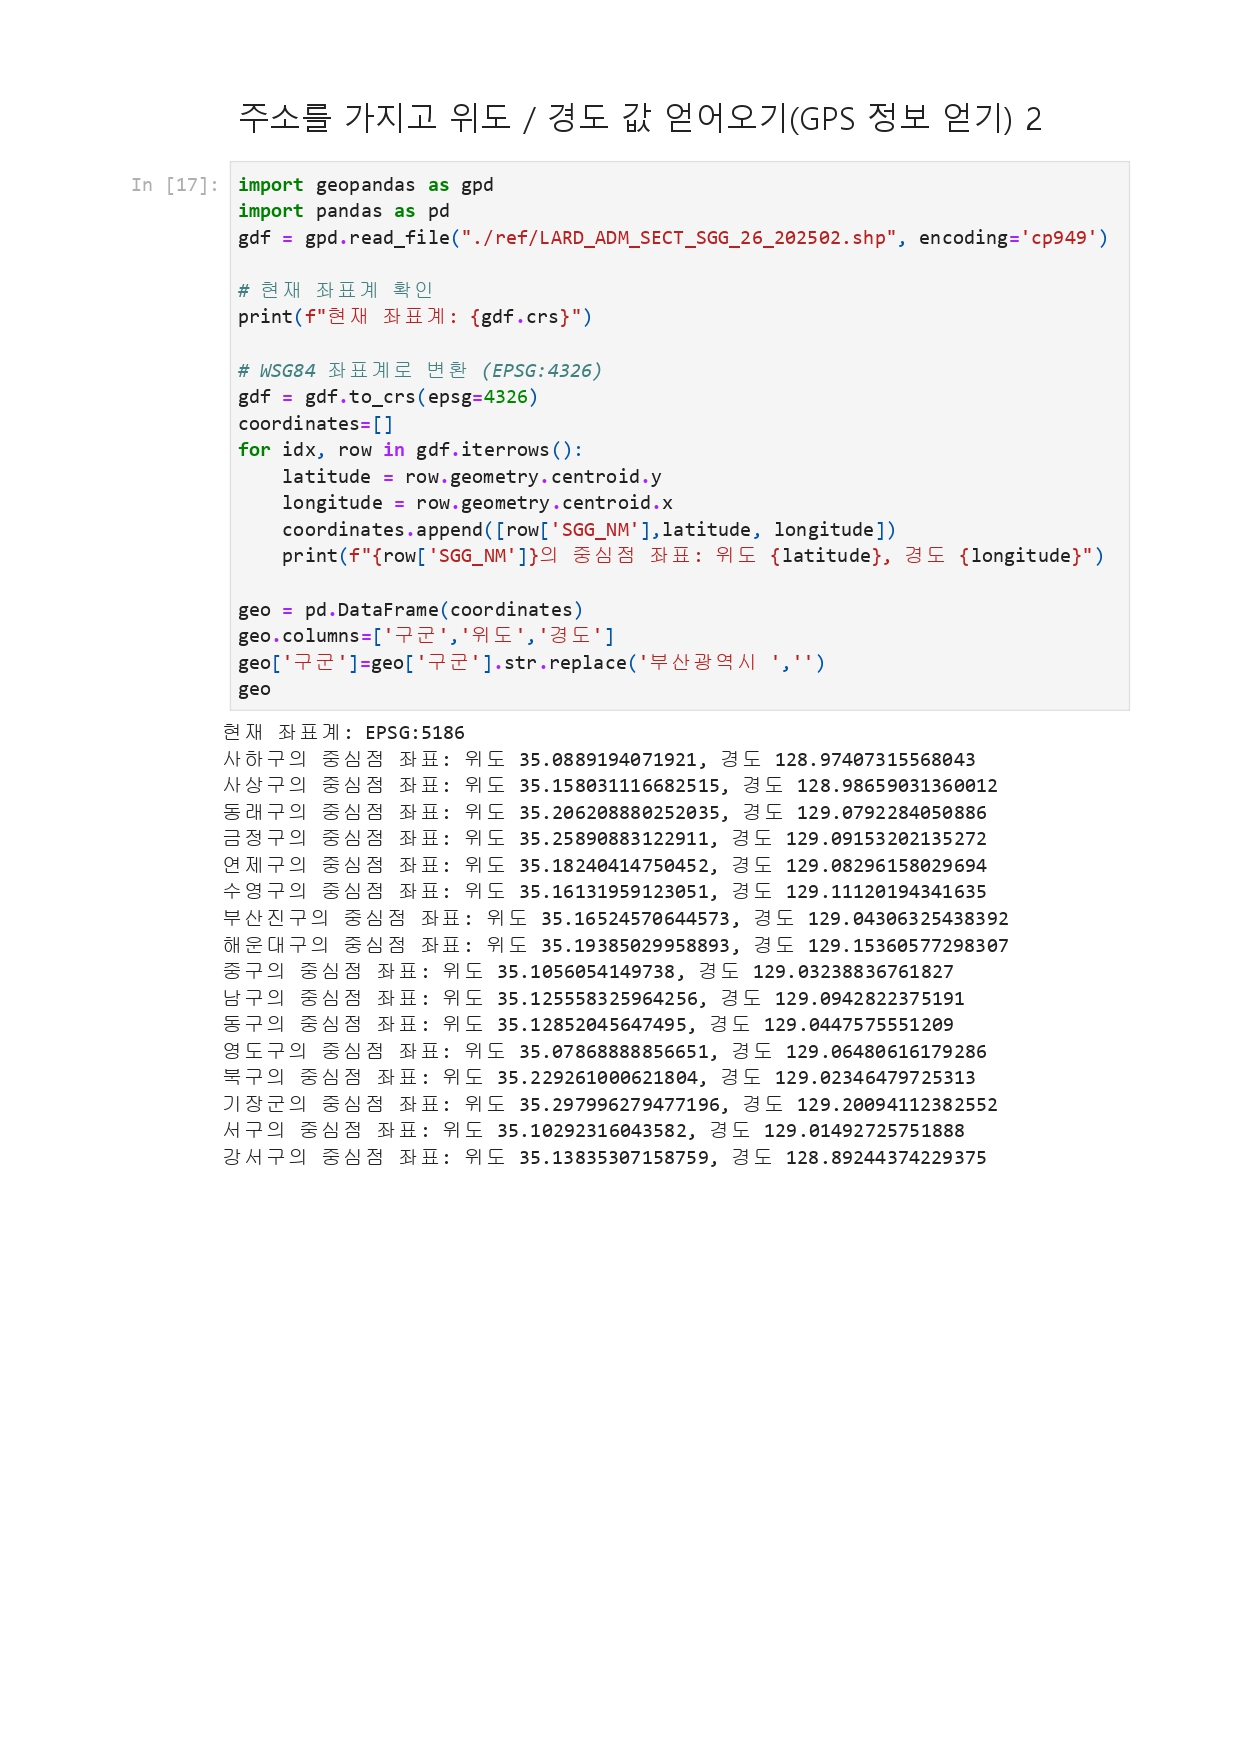 주소를 가지고 위도 / 경도 값 얻어오기(GPS 정보 얻기) 2
In [17]: import geopandas as gpd
import pandas as pd
gdf = gpd.read_file("./ref/LARD_ADM_SECT_SGG_26_202502.shp", encoding='cp949')
# 현재 좌표계 확인
print(f"현재 좌표계: {gdf.crs}")
# WSG84 좌표계로 변환 (EPSG:4326)
gdf = gdf.to_crs(epsg=4326)
coordinates=[]
for idx, row in gdf.iterrows():
    latitude = row.geometry.centroid.y
    longitude = row.geometry.centroid.x
    coordinates.append([row['SGG_NM'],latitude, longitude])
    print(f"{row['SGG_NM']}의 중심점 좌표: 위도 {latitude}, 경도 {longitude}")
geo = pd.DataFrame(coordinates)
geo.columns=['구군','위도','경도']
geo['구군']=geo['구군'].str.replace('부산광역시 ','')
geo
현재 좌표계: EPSG:5186
사하구의 중심점 좌표: 위도 35.0889194071921, 경도 128.97407315568043
사상구의 중심점 좌표: 위도 35.158031116682515, 경도 128.98659031360012
동래구의 중심점 좌표: 위도 35.206208880252035, 경도 129.0792284050886
금정구의 중심점 좌표: 위도 35.25890883122911, 경도 129.09153202135272
연제구의 중심점 좌표: 위도 35.18240414750452, 경도 129.08296158029694
수영구의 중심점 좌표: 위도 35.16131959123051, 경도 129.11120194341635
부산진구의 중심점 좌표: 위도 35.16524570644573, 경도 129.04306325438392
해운대구의 중심점 좌표: 위도 35.19385029958893, 경도 129.15360577298307
중구의 중심점 좌표: 위도 35.1056054149738, 경도 129.03238836761827
남구의 중심점 좌표: 위도 35.125558325964256, 경도 129.0942822375191
동구의 중심점 좌표: 위도 35.12852045647495, 경도 129.0447575551209
영도구의 중심점 좌표: 위도 35.07868888856651, 경도 129.06480616179286
북구의 중심점 좌표: 위도 35.229261000621804, 경도 129.02346479725313
기장군의 중심점 좌표: 위도 35.297996279477196, 경도 129.20094112382552
서구의 중심점 좌표: 위도 35.10292316043582, 경도 129.01492725751888
강서구의 중심점 좌표: 위도 35.13835307158759, 경도 128.89244374229375